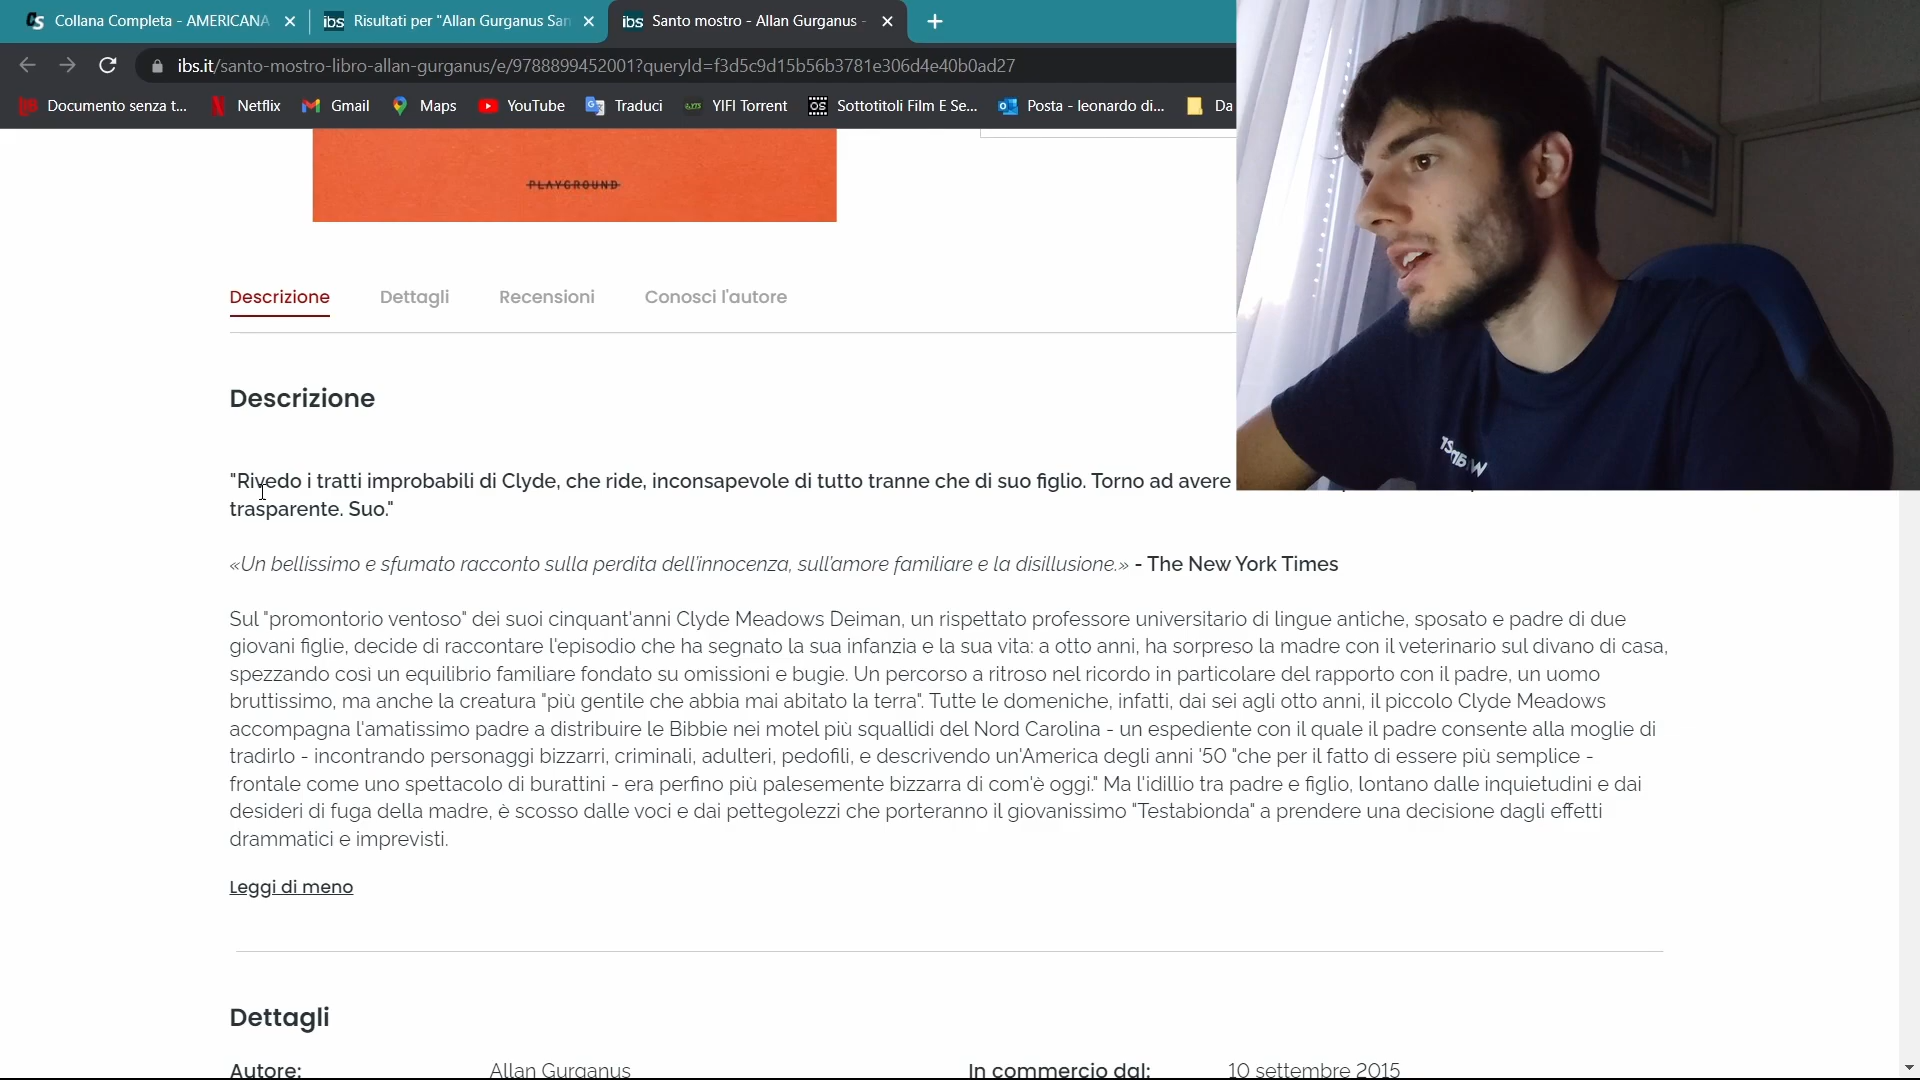 Collana Completa - AMERICANA
ibs Risultati per "Allan Gurganus San
ibs Santo mostro - Allan Gurganus -
ibs.it/santo-mostro-libro-allan-gurganus/e/9788899452001?queryId=f3d5c9d15b56b3781e306d4e40b0ad27
Documento senza t... Netflix Gmail Maps YouTube Traduci YIFI Torrent Sottotitoli Film E Se... Posta - leonardo di... Da
PLAYGROUND
Descrizione Dettagli Recensioni Conosci l'autore
Descrizione
"Rivedo i tratti improbabili di Clyde, che ride, inconsapevole di tutto tranne che di suo figlio. Torno ad avere
trasparente. Suo."
«Un bellissimo e sfumato racconto sulla perdita dell'innocenza, sull'amore familiare e la disillusione.» - The New York Times
Sul "promontorio ventoso" dei suoi cinquant'anni Clyde Meadows Deiman, un rispettato professore universitario di lingue antiche, sposato e padre di due
giovani figlie, decide di raccontare l'episodio che ha segnato la sua infanzia e la sua vita: a otto anni, ha sorpreso la madre con il veterinario sul divano di casa,
spezzando così un equilibrio familiare fondato su omissioni e bugie. Un percorso a ritroso nel ricordo in particolare del rapporto con il padre, un uomo
bruttissimo, ma anche la creatura "più gentile che abbia mai abitato la terra". Tutte le domeniche, infatti, dai sei agli otto anni, il piccolo Clyde Meadows
accompagna l'amatissimo padre a distribuire le Bibbie nei motel più squallidi del Nord Carolina - un espediente con il quale il padre consente alla moglie di
tradirlo - incontrando personaggi bizzarri, criminali, adulteri, pedofili, e descrivendo un'America degli anni '50 "che per il fatto di essere più semplice -
frontale come uno spettacolo di burattini - era perfino più palesemente bizzarra di com'è oggi." Ma l'idillio tra padre e figlio, lontano dalle inquietudini e dai
desideri di fuga della madre, è scosso dalle voci e dai pettegolezzi che porteranno il giovanissimo "Testabionda" a prendere una decisione dagli effetti
drammatici e imprevisti.
Leggi di meno
Dettagli
Autore: Allan Gurganus In commercio dal: 10 settembre 2015